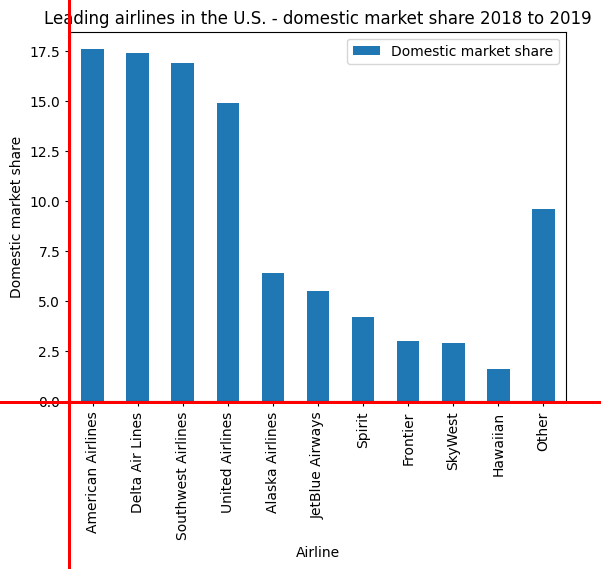 Leading airlines in the U.S. - domestic market share 2018 to 2019
Domestic market share
Domestic market share
17.5
15.0
12.5
10.0
7.5
5.0
2.5
0.0
American Airlines
Delta Air Lines
Southwest Airlines
United Airlines
Alaska Airlines
JetBlue Airways
Spirit
Frontier
SkyWest
Hawaiian
Other
Airline